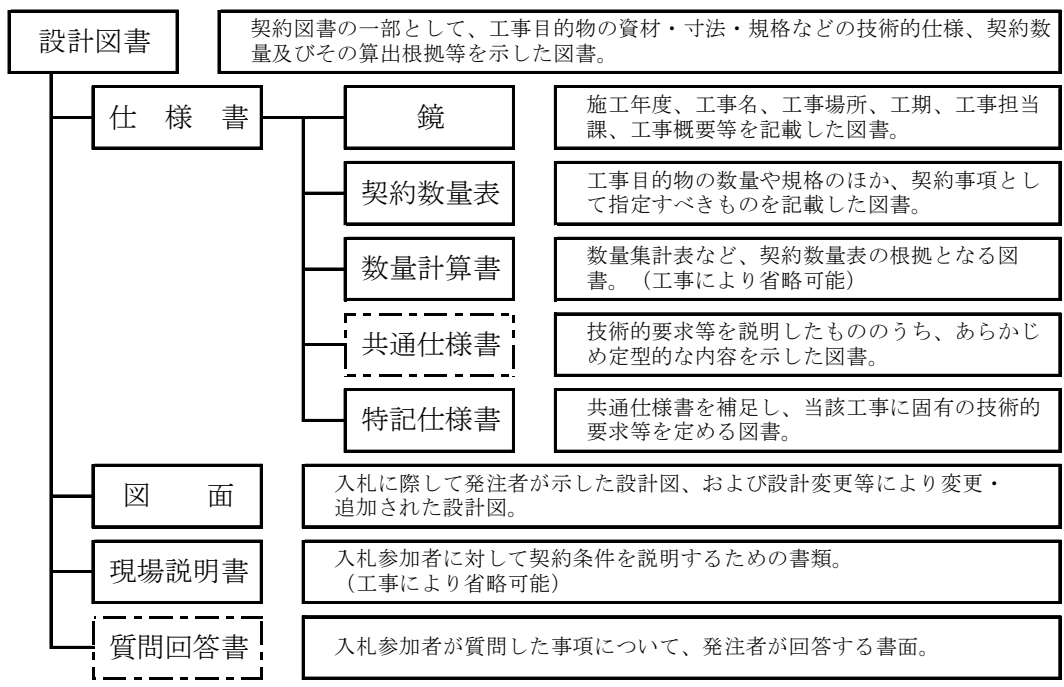 設計図書
契約図書の一部として、工事目的物の資材・寸法・規格などの技術的仕様、契約数
量及びその算出根拠等を示した図書。
仕様書
鏡
施工年度、工事名、工事場所、工期、工事担当
課、工事概要等を記載した図書。
契約数量表
工事目的物の数量や規格のほか、契約事項とし
て指定すべきものを記載した図書。
数量計算書
数量集計表など、契約数量表の根拠となる図
書。（工事により省略可能）
共通仕様書
技術的要求等を説明したもののうち、あらかじ
め定型的な内容を示した図書。
特記仕様書
共通仕様書を補足し、当該工事に固有の技術的
要求等を定める図書。
図面
入札に際して発注者が示した設計図、および設計変更等により変更・
追加された設計図。
現場説明書
入札参加者に対して契約条件を説明するための書類。
（工事により省略可能）
質問回答書
入札参加者が質問した事項について、発注者が回答する書面。